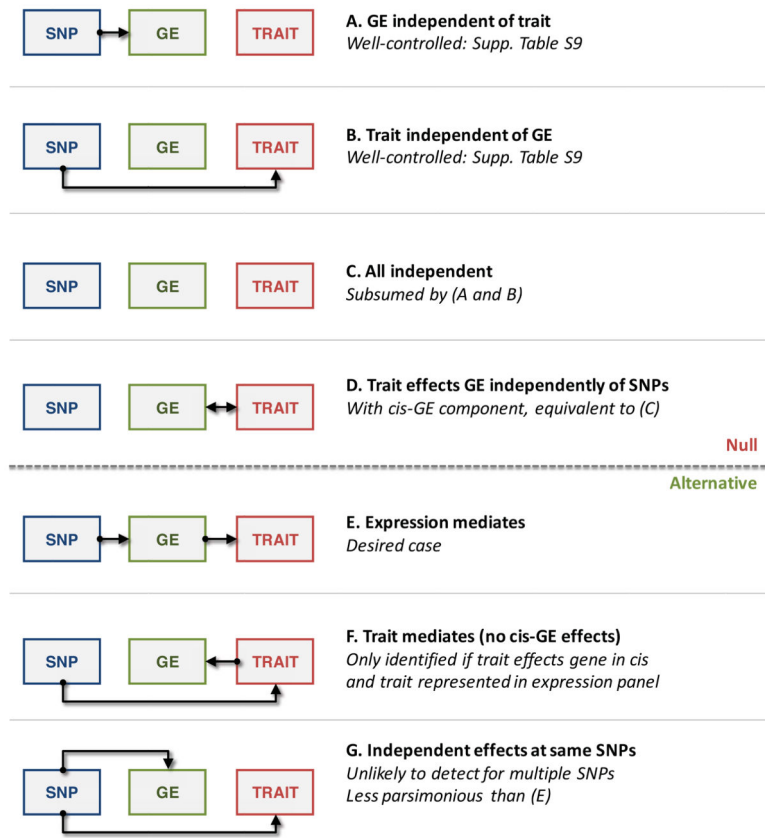 SNP GE TRAIT
A. GE independent of trait
Well-controlled: Supp. Table S9
SNP GE TRAIT
B. Trait independent of GE
Well-controlled: Supp. Table S9
SNP GE TRAIT
C. All independent
Subsumed by (A and B)
SNP GE TRAIT
D. Trait effects GE independently of SNPs
With cis-GE component, equivalent to (C)
Null
Alternative
SNP GE TRAIT
E. Expression mediates
Desired case
SNP GE TRAIT
F. Trait mediates (no cis-GE effects)
Only identified if trait effects gene in cis
and trait represented in expression panel
SNP GE TRAIT
G. Independent effects at same SNPs
Unlikely to detect for multiple SNPs
Less parsimonious than (E)